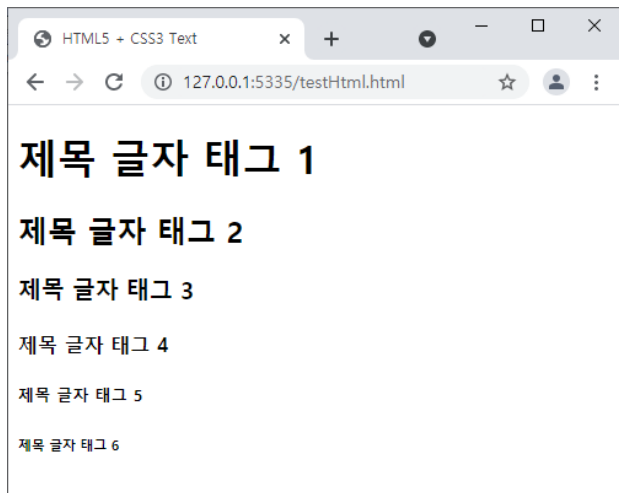 HTML5 + CSS3 Text
127.0.0.1:5335/testHtml.html
제목 글자 태그 1
제목 글자 태그 2
제목 글자 태그 3
제목 글자 태그 4
제목 글자 태그 5
제목 글자 태그 6